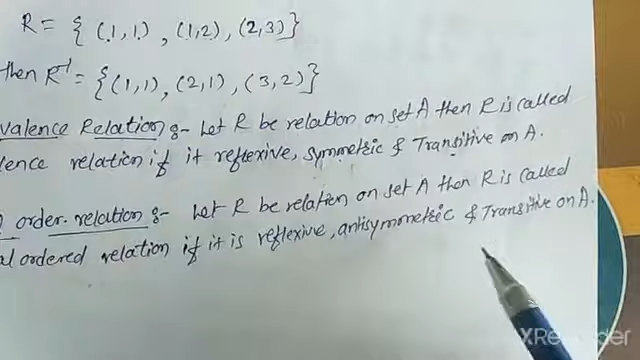 R = { (1,1) , (1,2) , (2,3) }
then R⁻¹ = { (1,1) , (2,1) , (3,2) }
valence Relation :- Let R be relation on set A then R is called
lence relation if it reflexive, symmetric & Transitive on A.
order relation :- Let R be relation on set A then R is called
al ordered relation if it is reflexive, antisymmetric & Transitive on A.
XRecorder